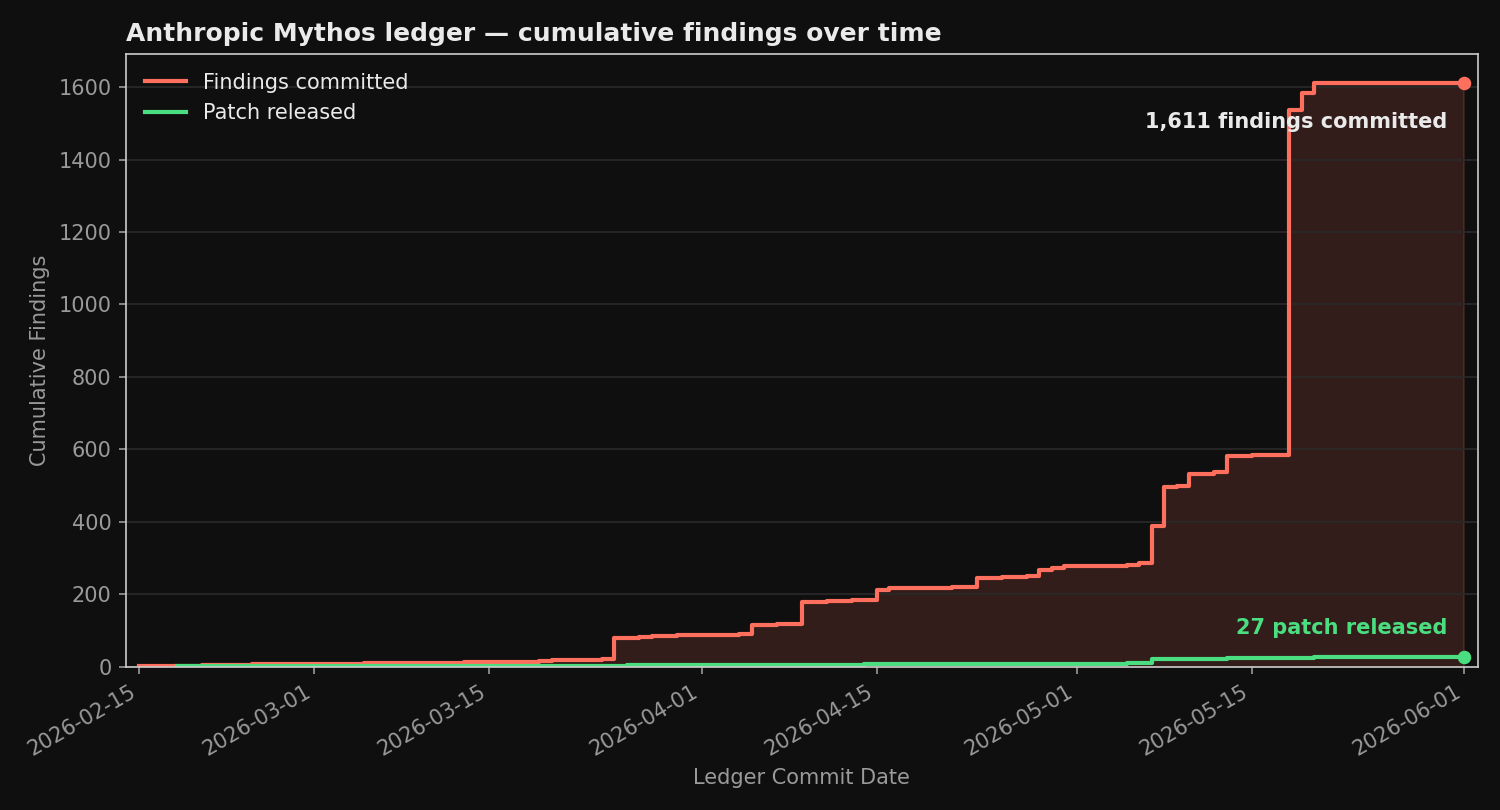 Anthropic Mythos ledger — cumulative findings over time
Findings committed
Patch released
1,611 findings committed
27 patch released
Cumulative Findings
1600
1400
1200
1000
800
600
400
200
0
2026-02-15
2026-03-01
2026-03-15
2026-04-01
2026-04-15
2026-05-01
2026-05-15
2026-06-01
Ledger Commit Date